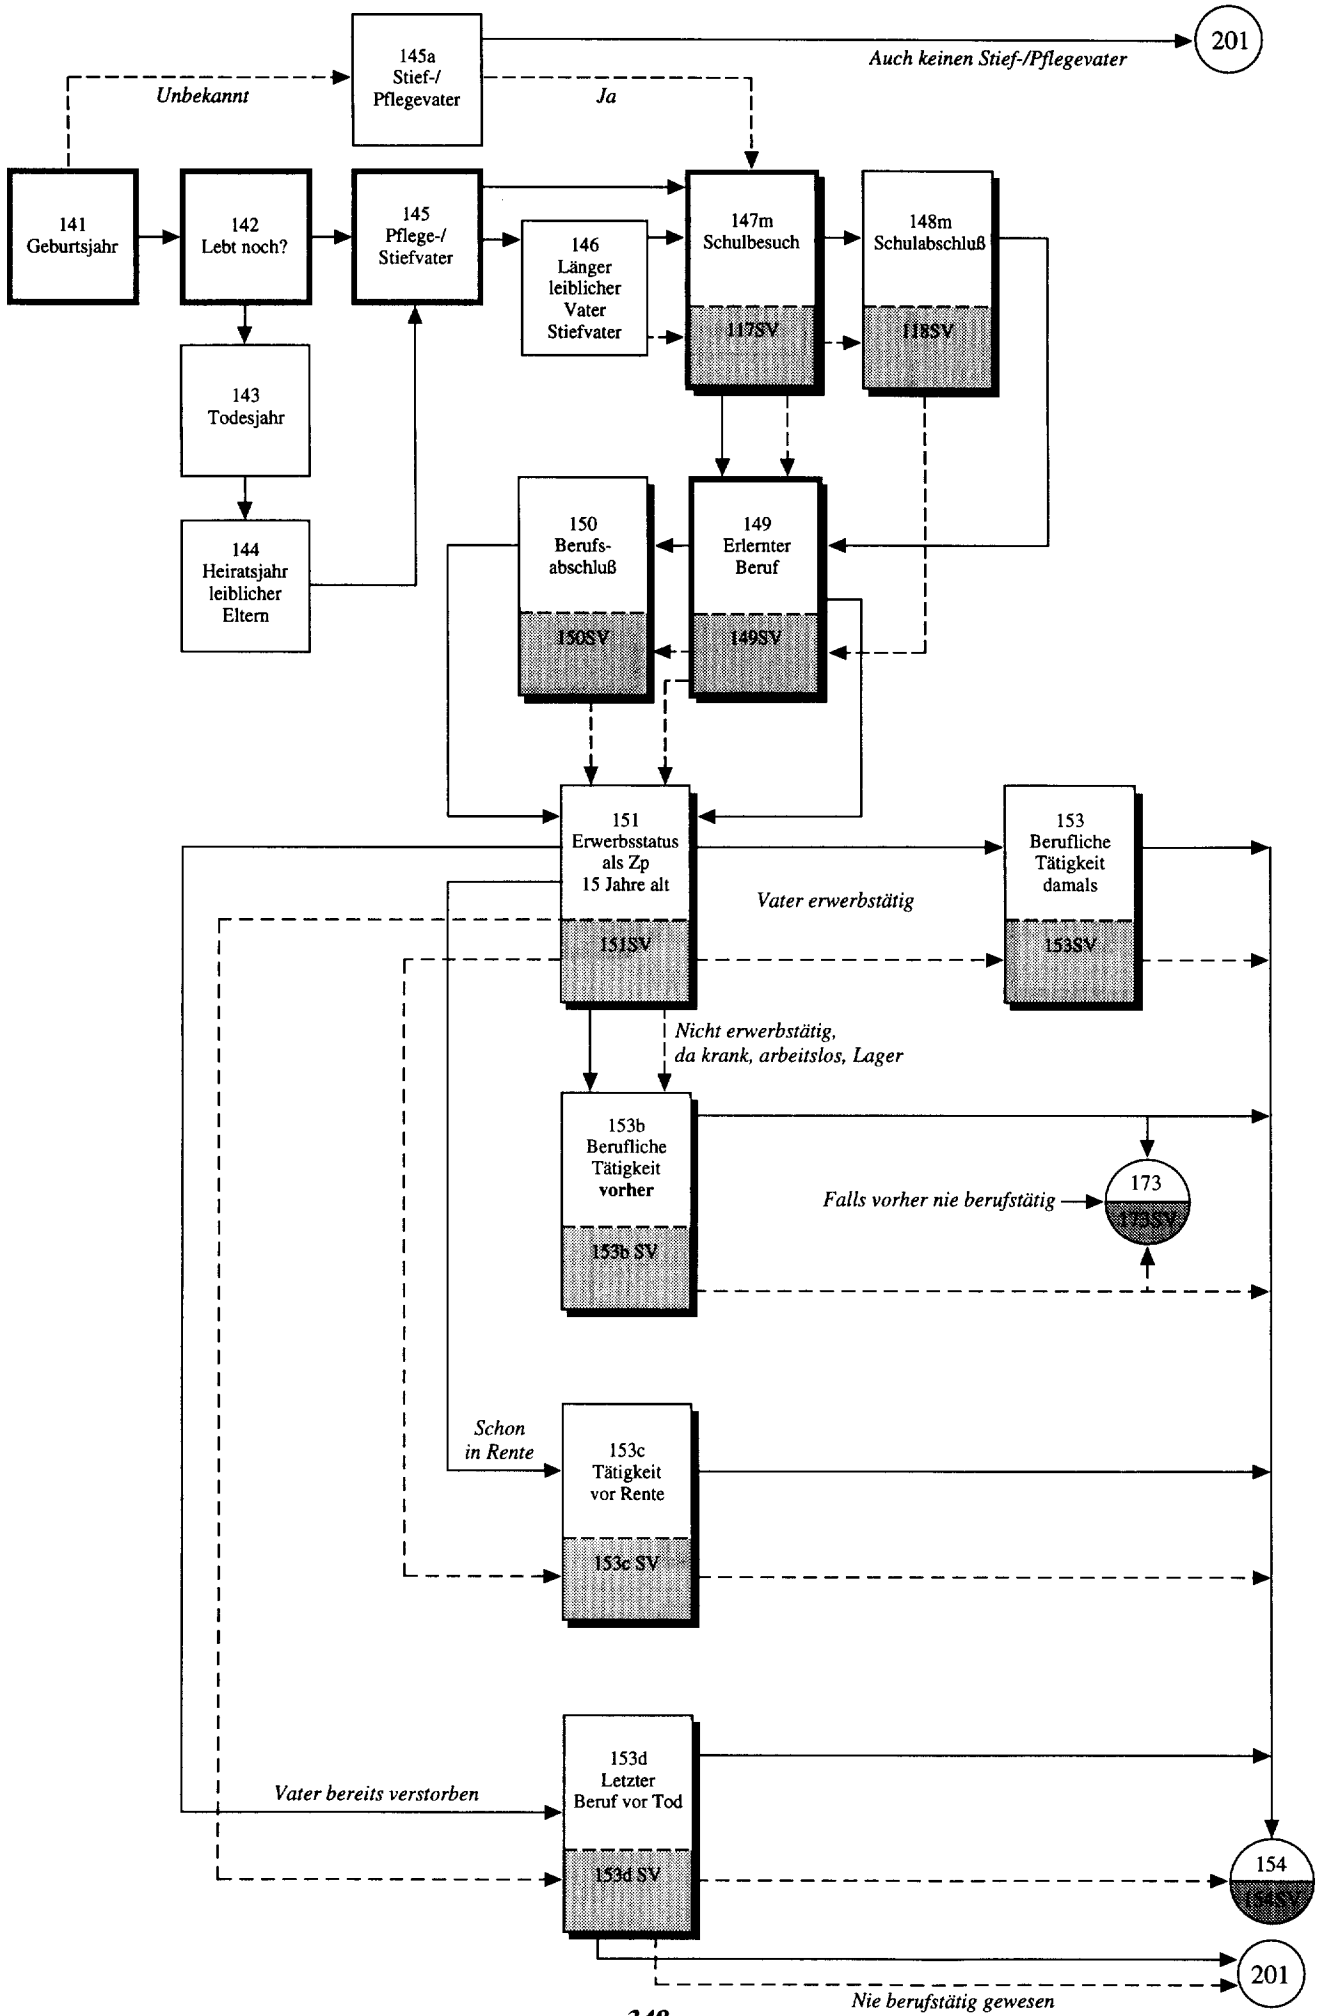 145a
Stief-/
Pflegevater
201
Auch keinen Stief-/Pflegevater
Unbekannt
Ja
141
Geburtsjahr
142
Lebt noch?
145
Pflege-/
Stiefvater
146
Länger
leiblicher
Vater
Stiefvater
147m
Schulbesuch
117SV
148m
Schulabschluß
118SV
143
Todesjahr
144
Heiratsjahr
leiblicher
Eltern
150
Berufs-
abschluß
150SV
149
Erlernter
Beruf
149SV
151
Erwerbsstatus
als Zp
15 Jahre alt
151SV
Vater erwerbstätig
153
Berufliche
Tätigkeit
damals
153SV
Nicht erwerbstätig,
da krank, arbeitslos, Lager
153b
Berufliche
Tätigkeit
vorher
153b SV
Falls vorher nie berufstätig
173
173SV
Schon
in Rente
153c
Tätigkeit
vor Rente
153c SV
Vater bereits verstorben
153d
Letzter
Beruf vor Tod
153d SV
154
154SV
201
Nie berufstätig gewesen